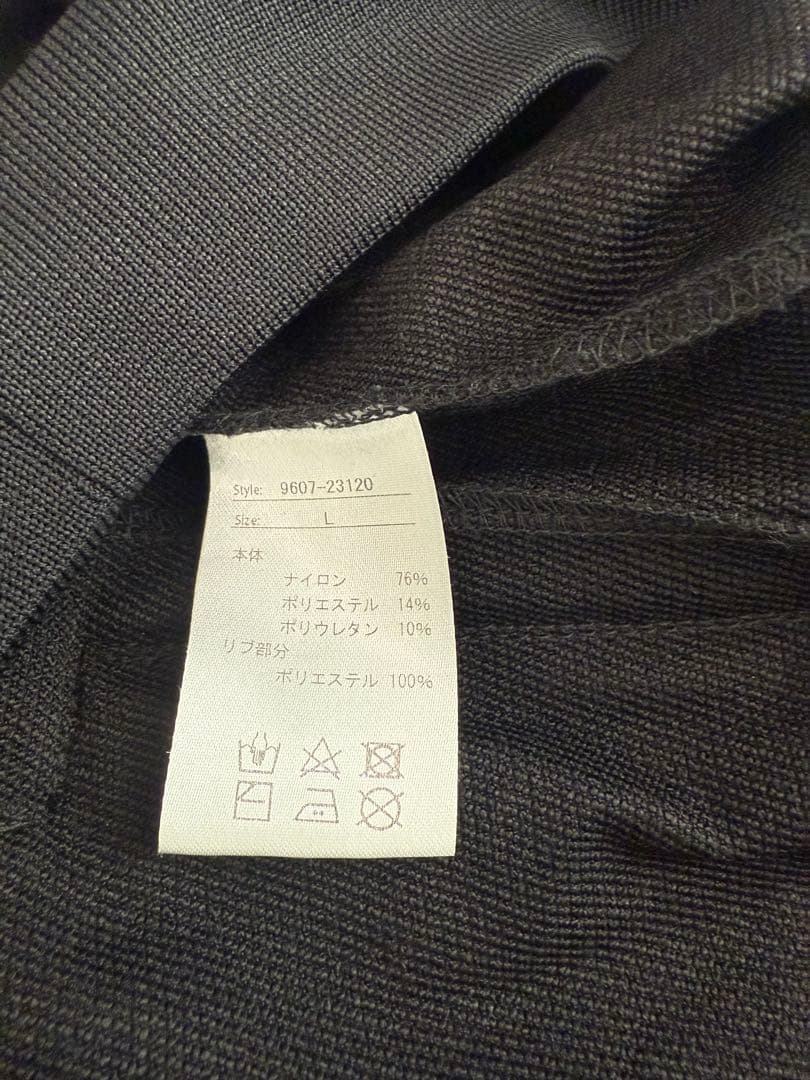 Style: 9607-23120
Size: L
本体
ナイロン 76%
ポリエステル 14%
ポリウレタン 10%
リブ部分
ポリエステル 100%